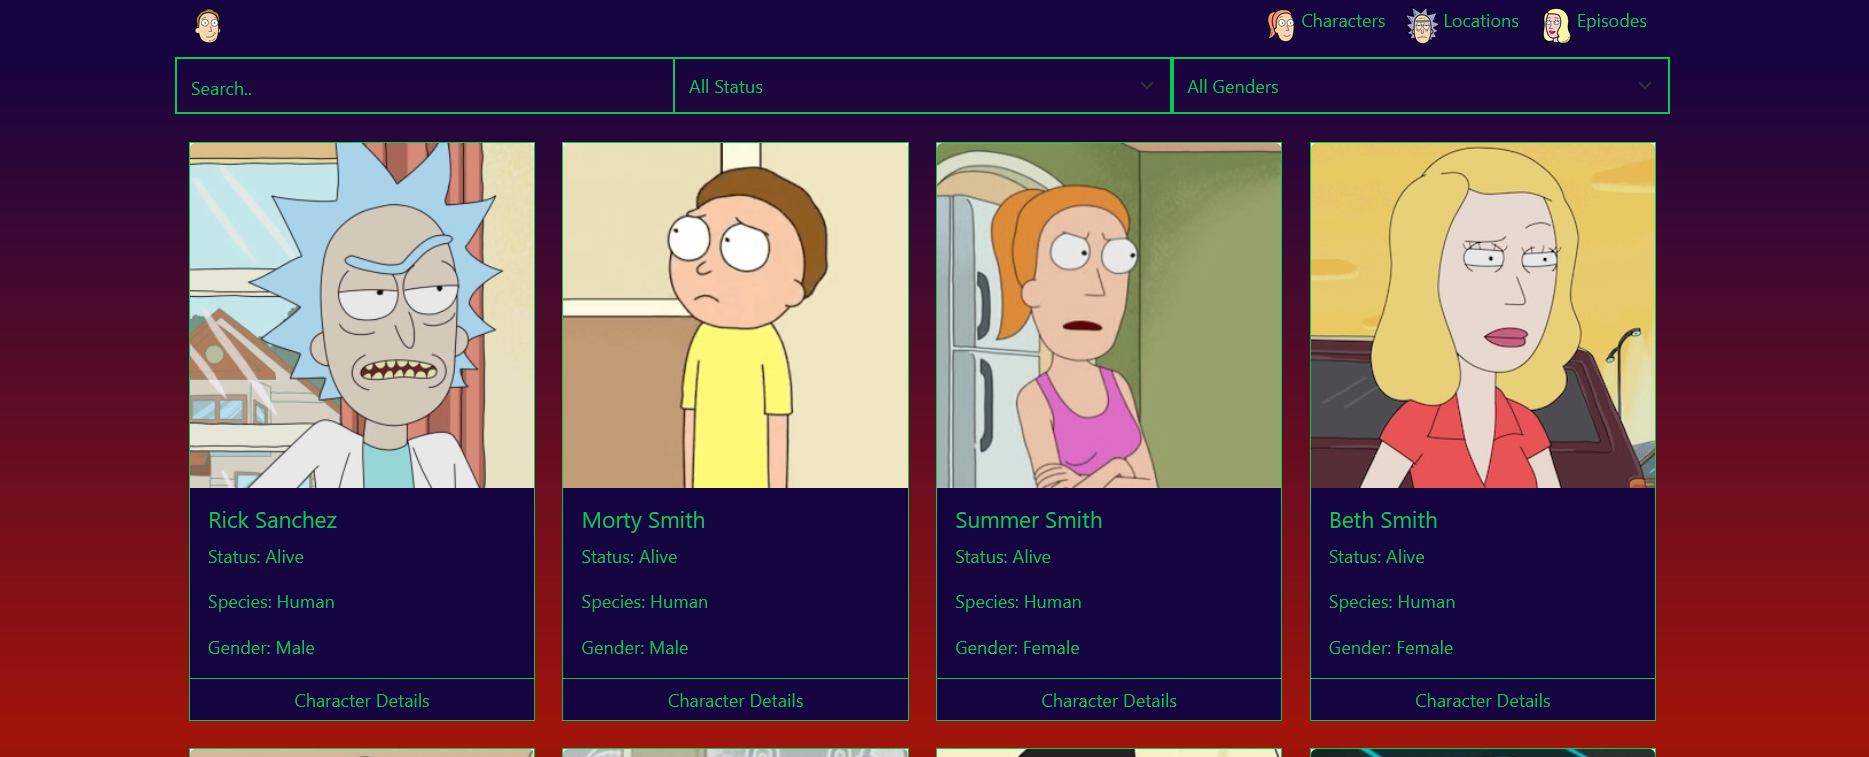 Characters Locations Episodes
Search.. All Status All Genders
Rick Sanchez
Status: Alive
Species: Human
Gender: Male
Character Details
Morty Smith
Status: Alive
Species: Human
Gender: Male
Character Details
Summer Smith
Status: Alive
Species: Human
Gender: Female
Character Details
Beth Smith
Status: Alive
Species: Human
Gender: Female
Character Details